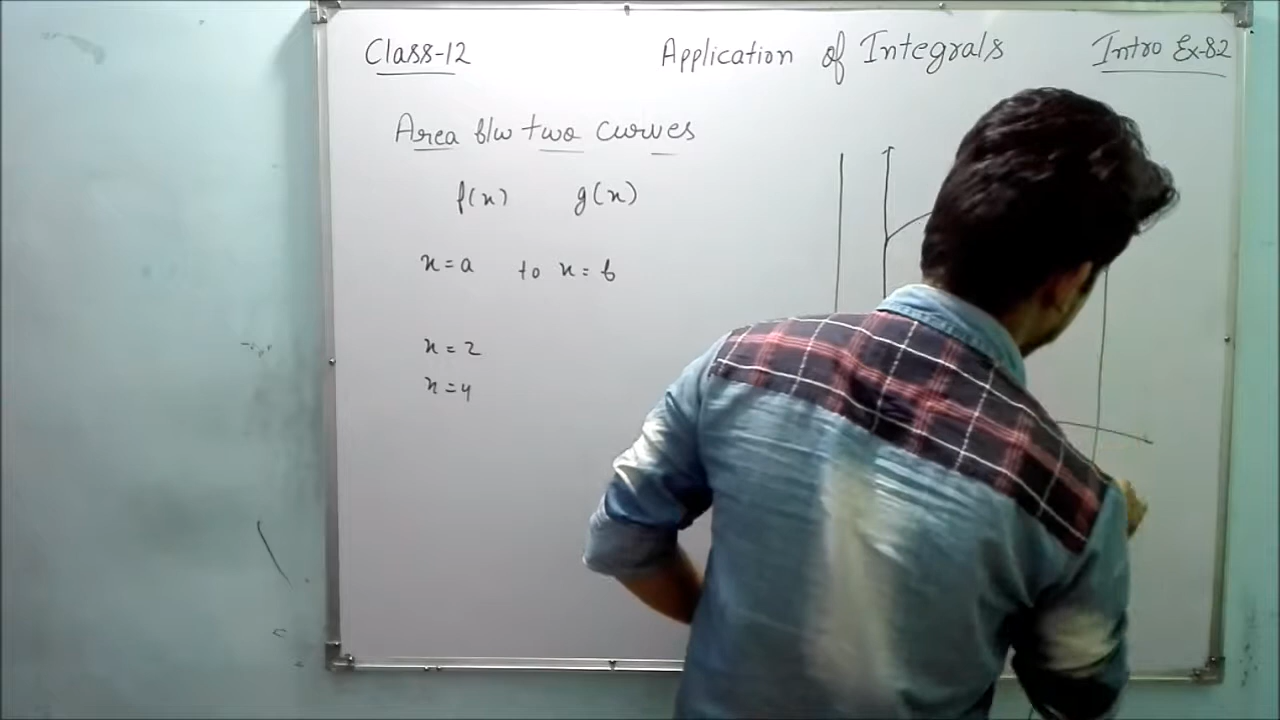 Class-12 Application of Integrals Intro Ex-8.2
Area b/w two curves
f(x) g(x)
x=a to x=b
x=2
x=4